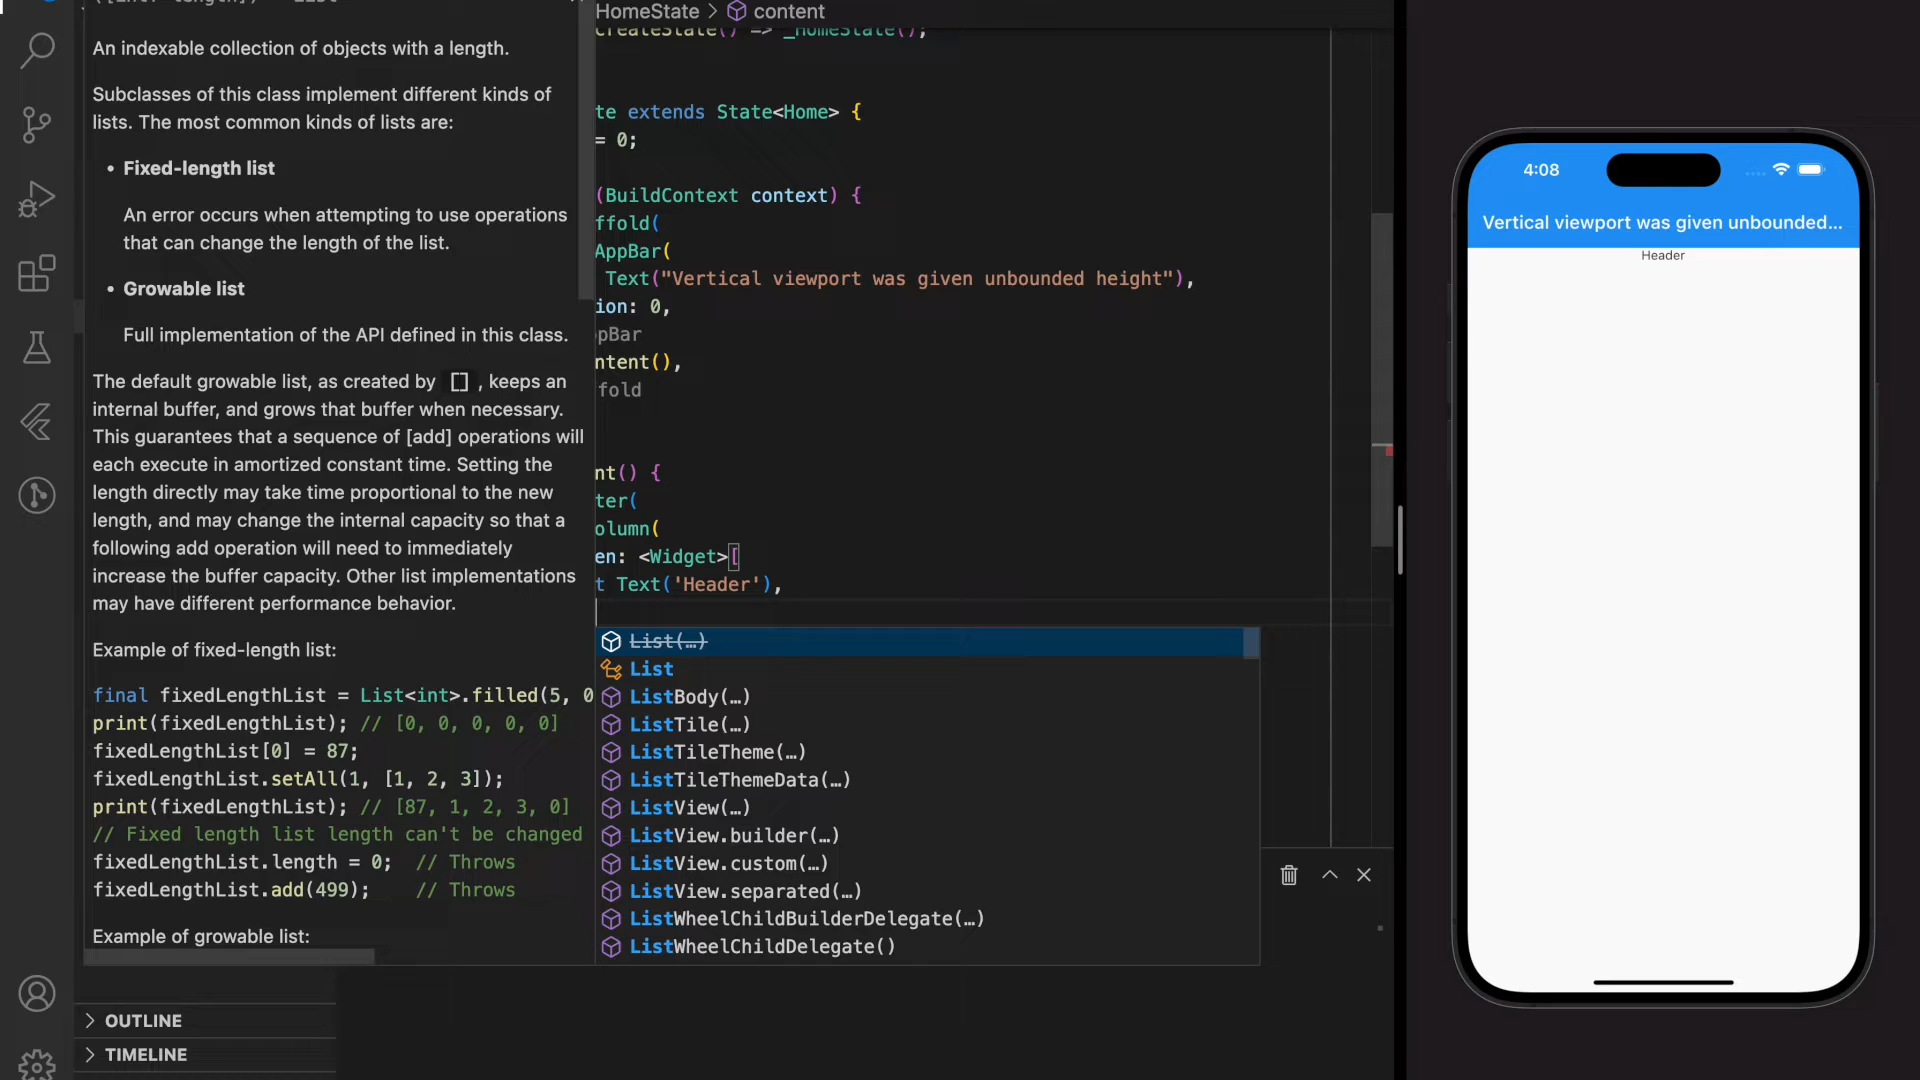 An indexable collection of objects with a length.
Subclasses of this class implement different kinds of
lists. The most common kinds of lists are:
• Fixed-length list
An error occurs when attempting to use operations
that can change the length of the list.
• Growable list
Full implementation of the API defined in this class.
The default growable list, as created by [] , keeps an
internal buffer, and grows that buffer when necessary.
This guarantees that a sequence of [add] operations will
each execute in amortized constant time. Setting the
length directly may take time proportional to the new
length, and may change the internal capacity so that a
following add operation will need to immediately
increase the buffer capacity. Other list implementations
may have different performance behavior.
Example of fixed-length list:
final fixedLengthList = List<int>.filled(5, 0
print(fixedLengthList); // [0, 0, 0, 0, 0]
fixedLengthList[0] = 87;
fixedLengthList.setAll(1, [1, 2, 3]);
print(fixedLengthList); // [87, 1, 2, 3, 0]
// Fixed length list length can't be changed
fixedLengthList.length = 0; // Throws
fixedLengthList.add(499); // Throws
Example of growable list:
OUTLINE
TIMELINE
HomeState > content
createState() => _HomeState();
te extends State<Home> {
= 0;
(BuildContext context) {
ffold(
AppBar(
Text("Vertical viewport was given unbounded height"),
ion: 0,
pBar
ntent(),
fold
nt() {
ter(
olumn(
en: <Widget>[
t Text('Header'),
List(…)
List
ListBody(…)
ListTile(…)
ListTileTheme(…)
ListTileThemeData(…)
ListView(…)
ListView.builder(…)
ListView.custom(…)
ListView.separated(…)
ListWheelChildBuilderDelegate(…)
ListWheelChildDelegate()
4:08
Vertical viewport was given unbounded...
Header